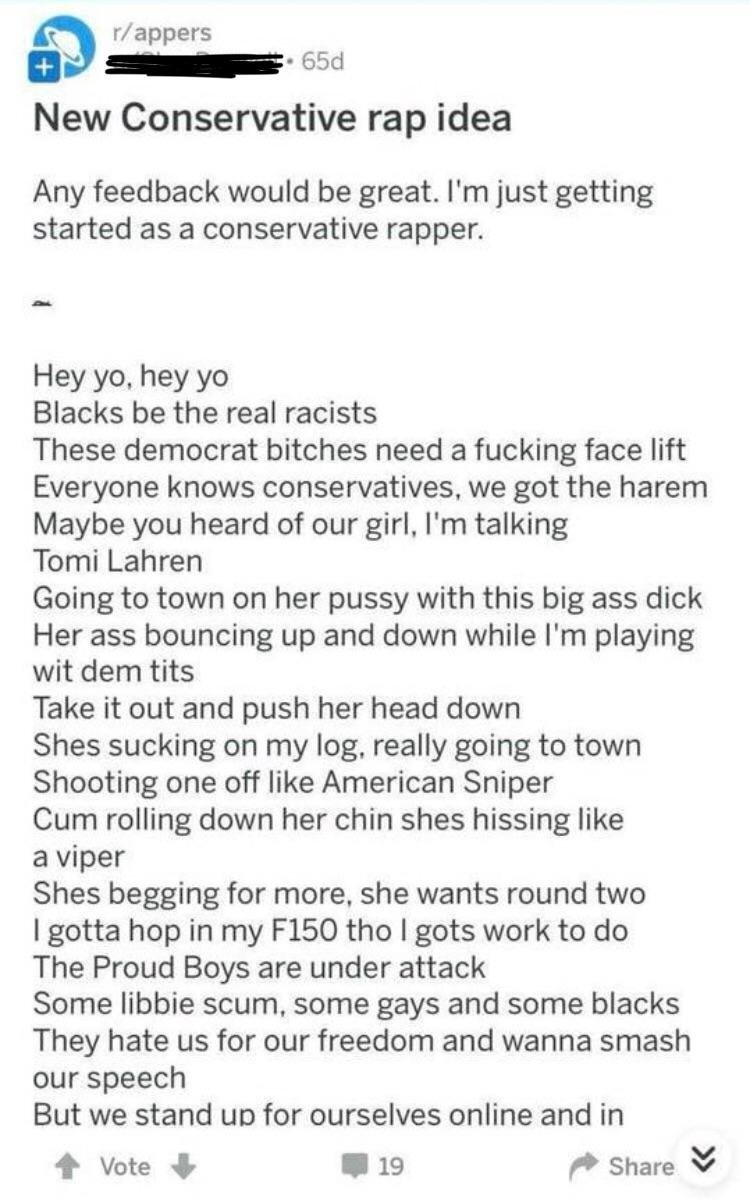 r/appers
• 65d
New Conservative rap idea
Any feedback would be great. I'm just getting
started as a conservative rapper.
Hey yo, hey yo
Blacks be the real racists
These democrat bitches need a fucking face lift
Everyone knows conservatives, we got the harem
Maybe you heard of our girl, I'm talking
Tomi Lahren
Going to town on her pussy with this big ass dick
Her ass bouncing up and down while I'm playing
wit dem tits
Take it out and push her head down
Shes sucking on my log, really going to town
Shooting one off like American Sniper
Cum rolling down her chin shes hissing like
a viper
Shes begging for more, she wants round two
I gotta hop in my F150 tho I gots work to do
The Proud Boys are under attack
Some libbie scum, some gays and some blacks
They hate us for our freedom and wanna smash
our speech
But we stand up for ourselves online and in
Vote 19 Share